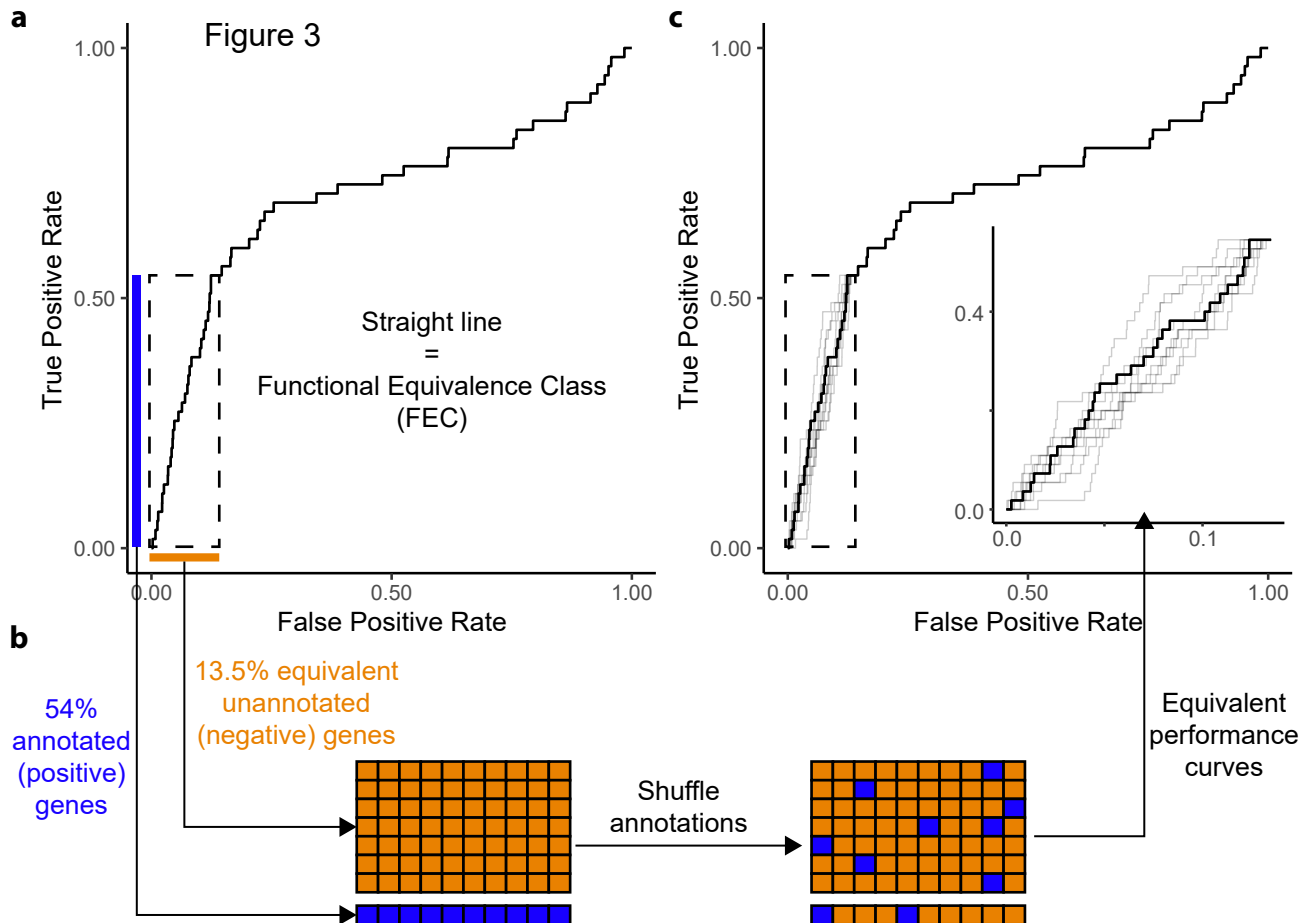 a
Figure 3
1.00
0.50
0.00
True Positive Rate
Straight line
=
Functional Equivalence Class
(FEC)
0.00
0.50
1.00
False Positive Rate
c
1.00
0.50
0.00
True Positive Rate
0.4
0.0
0.0
0.1
0.00
0.50
1.00
False Positive Rate
b
54%
annotated
(positive)
genes
13.5% equivalent
unannotated
(negative) genes
Shuffle
annotations
Equivalent
performance
curves